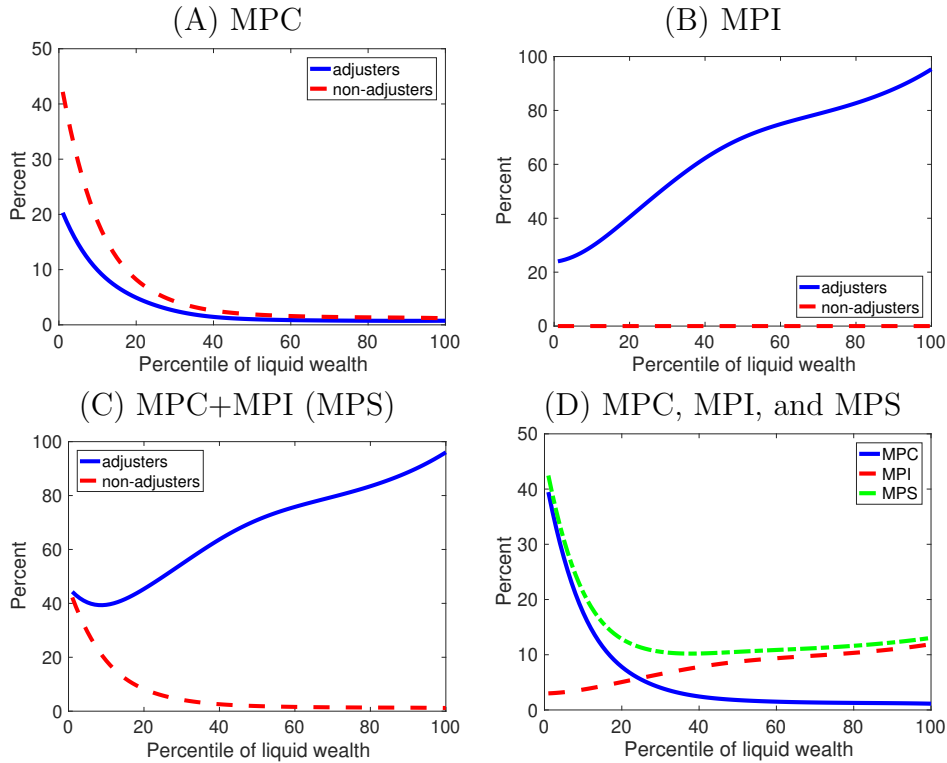 (A) MPC
50
40
30
20
10
0
0 20 40 60 80 100
Percent
Percentile of liquid wealth
adjusters
non-adjusters
(B) MPI
100
80
60
40
20
0
0 20 40 60 80 100
Percent
Percentile of liquid wealth
adjusters
non-adjusters
(C) MPC+MPI (MPS)
100
80
60
40
20
0
0 20 40 60 80 100
Percent
Percentile of liquid wealth
adjusters
non-adjusters
(D) MPC, MPI, and MPS
50
40
30
20
10
0
0 20 40 60 80 100
Percent
Percentile of liquid wealth
MPC
MPI
MPS